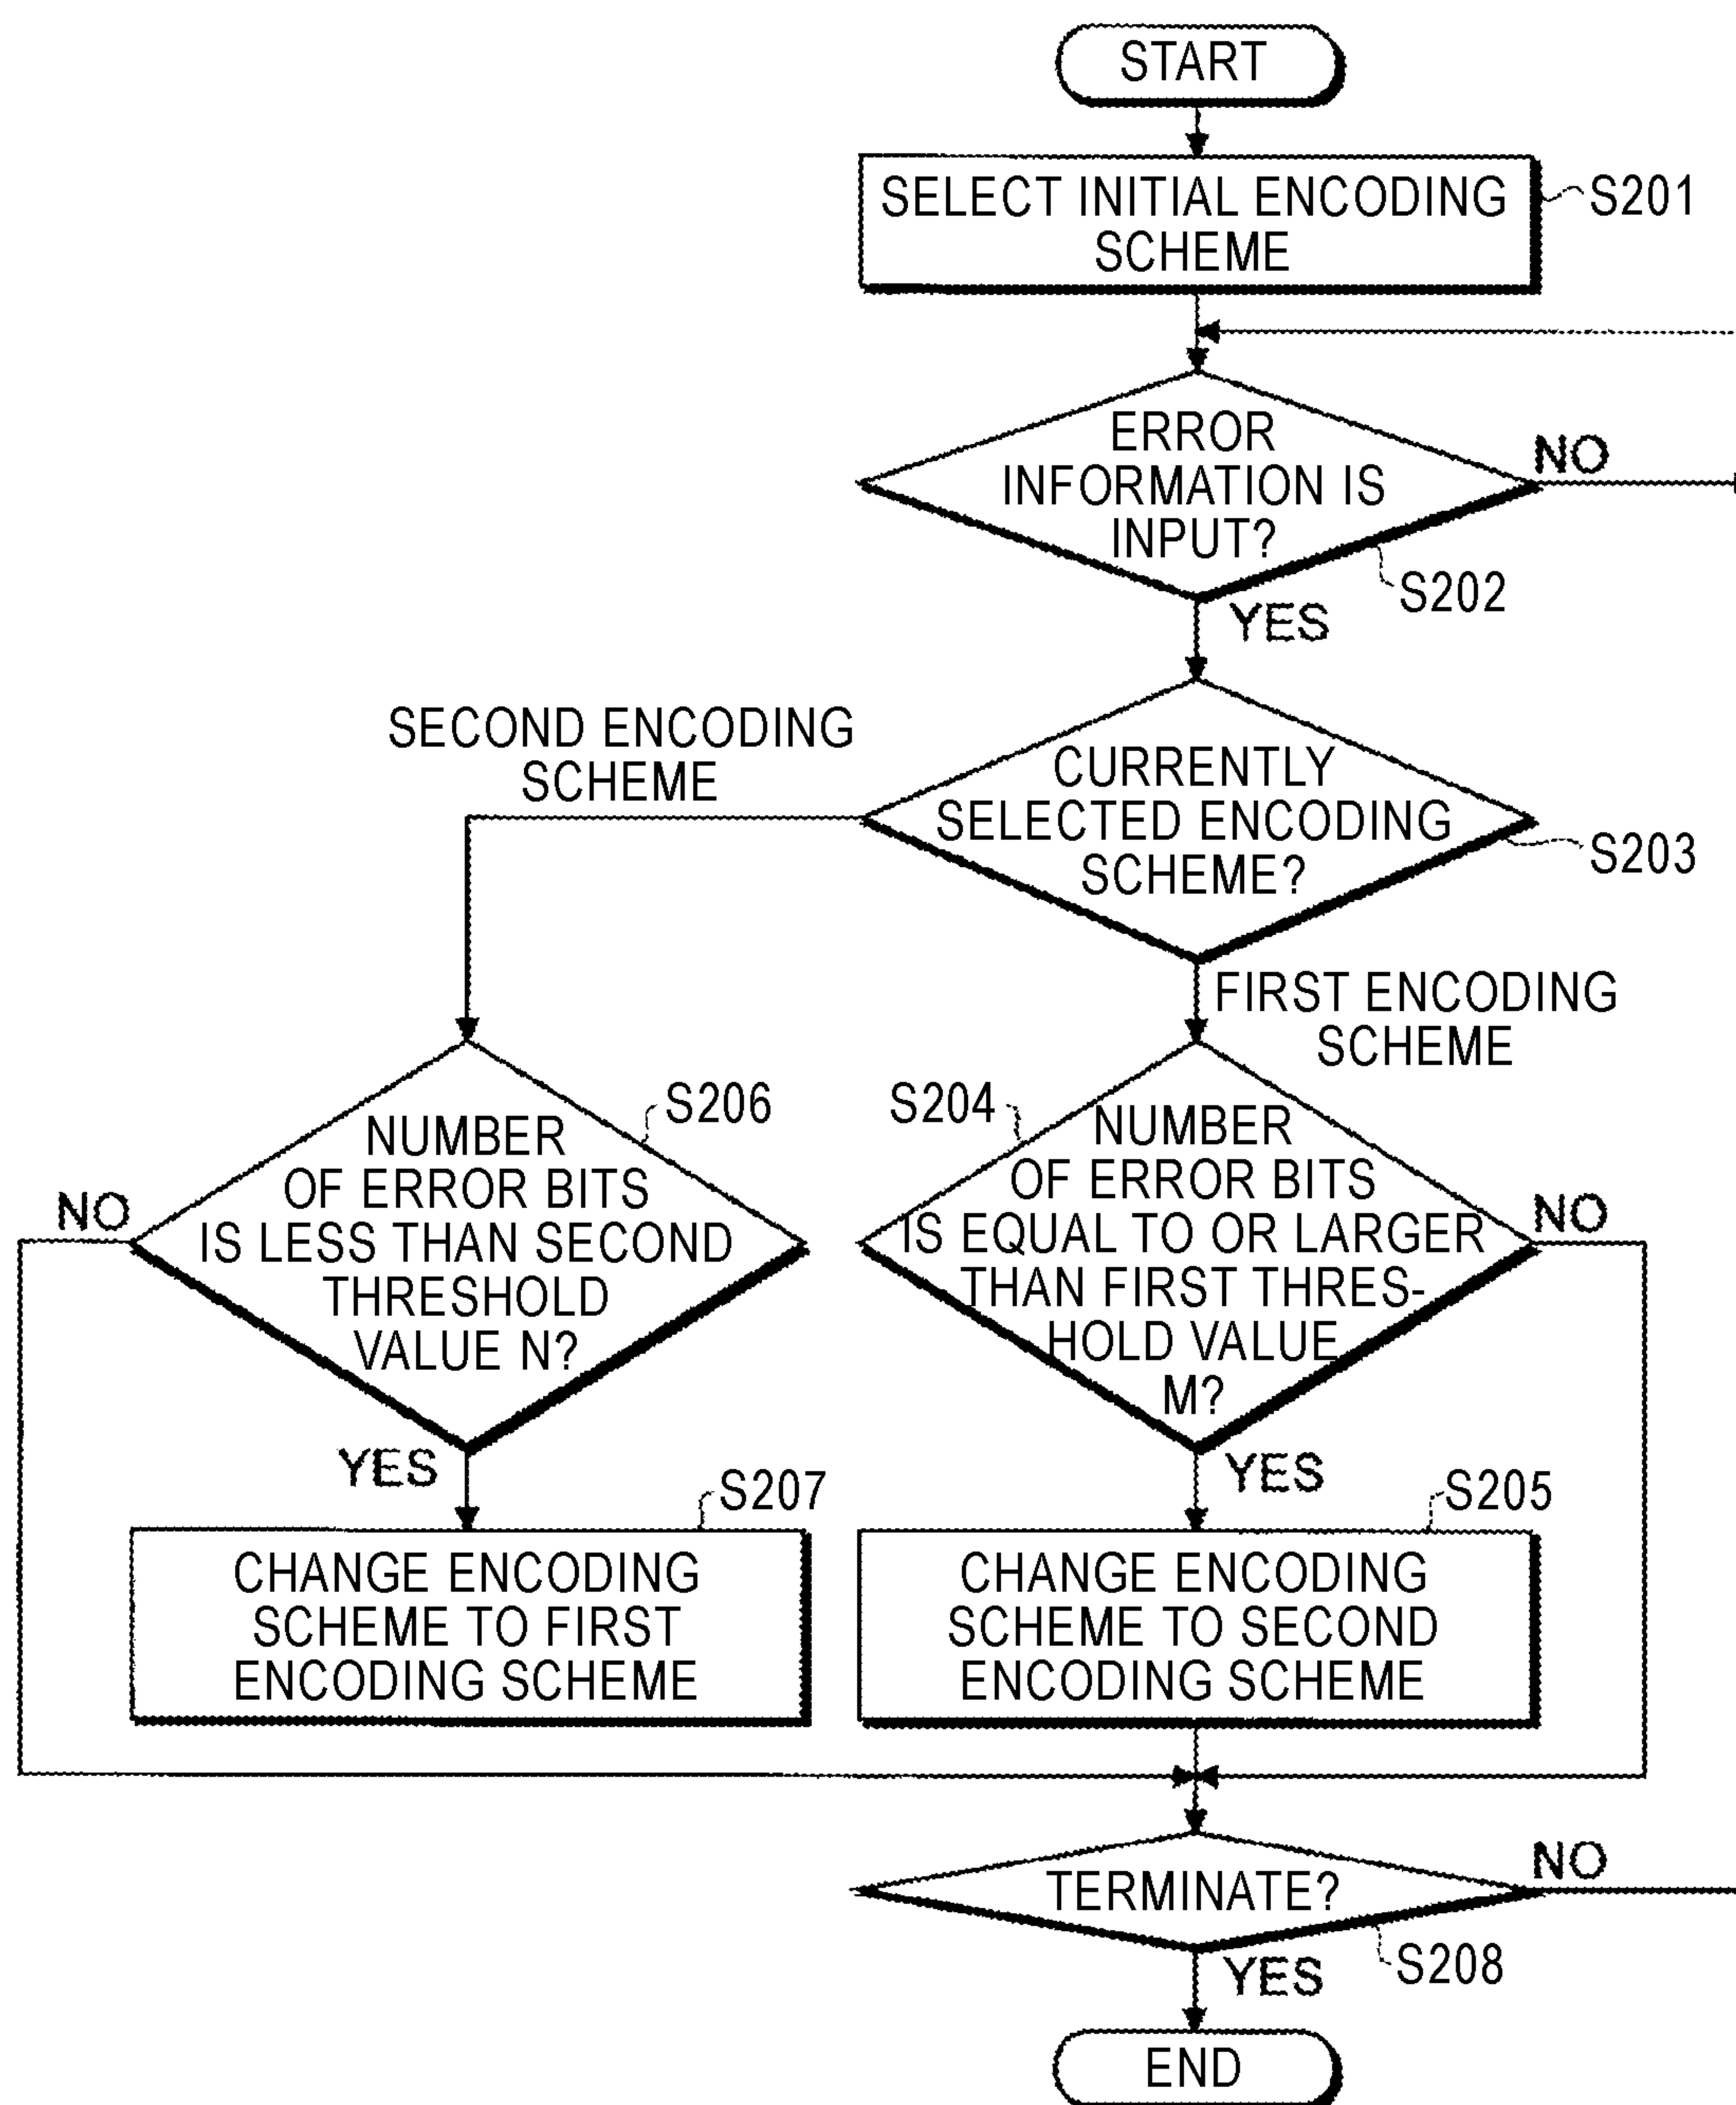 START
SELECT INITIAL ENCODING
SCHEME
S201
ERROR
INFORMATION IS
INPUT?
NO
S202
YES
SECOND ENCODING
SCHEME
CURRENTLY
SELECTED ENCODING
SCHEME?
S203
FIRST ENCODING
SCHEME
S206
NUMBER
OF ERROR BITS
IS LESS THAN SECOND
THRESHOLD
VALUE N?
NO
YES
S204
NUMBER
OF ERROR BITS
IS EQUAL TO OR LARGER
THAN FIRST THRES-
HOLD VALUE
M?
NO
YES
S207
CHANGE ENCODING
SCHEME TO FIRST
ENCODING SCHEME
S205
CHANGE ENCODING
SCHEME TO SECOND
ENCODING SCHEME
TERMINATE?
NO
S208
YES
END